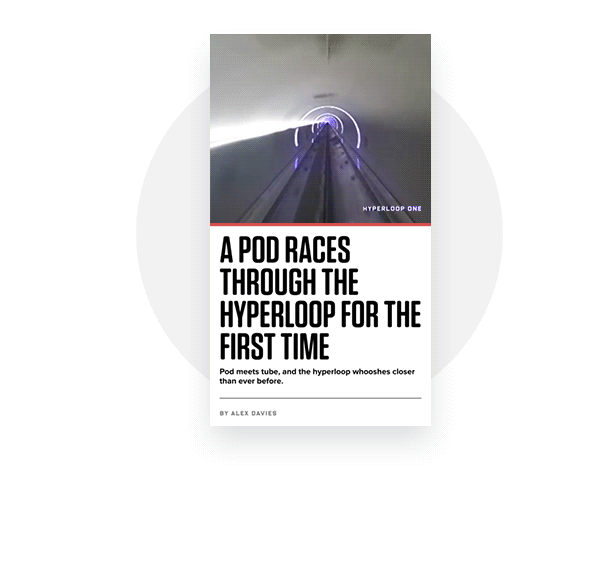 HYPERLOOP ONE
A POD RACES
THROUGH THE
HYPERLOOP FOR THE
FIRST TIME
Pod meets tube, and the hyperloop whooshes closer
than ever before.
BY ALEX DAVIES